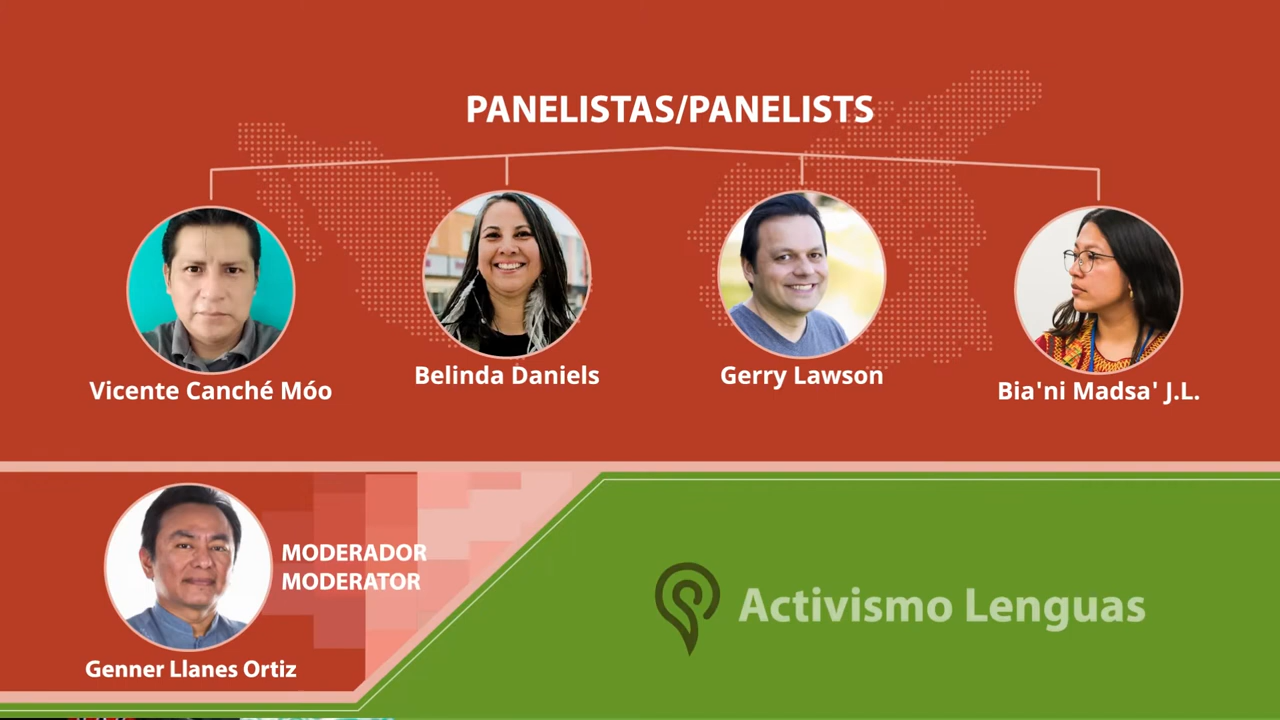 PANELISTAS/PANELISTS
Vicente Canché Móo
Belinda Daniels
Gerry Lawson
Bia'ni Madsa' J.L.
MODERADOR
MODERATOR
Genner Llanes Ortiz
Activismo Lenguas